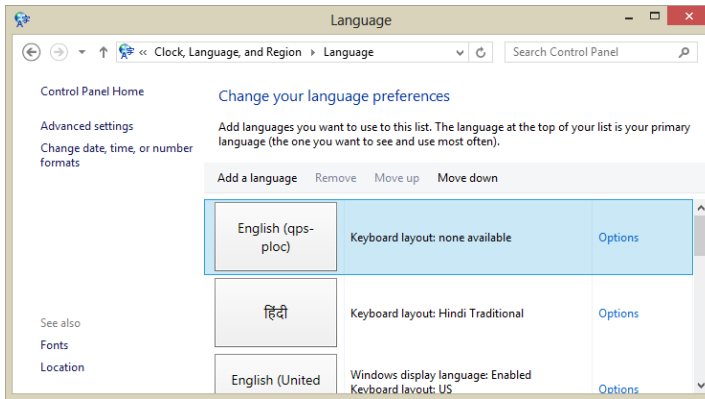 Language
« Clock, Language, and Region ▸ Language
Search Control Panel
Control Panel Home
Advanced settings
Change date, time, or number
formats
See also
Fonts
Location
Change your language preferences
Add languages you want to use to this list. The language at the top of your list is your primary
language (the one you want to see and use most often).
Add a language Remove Move up Move down
English (qps-
ploc)
Keyboard layout: none available
Options
हिंदी
Keyboard layout: Hindi Traditional
Options
English (United
Windows display language: Enabled
Keyboard layout: US
Options